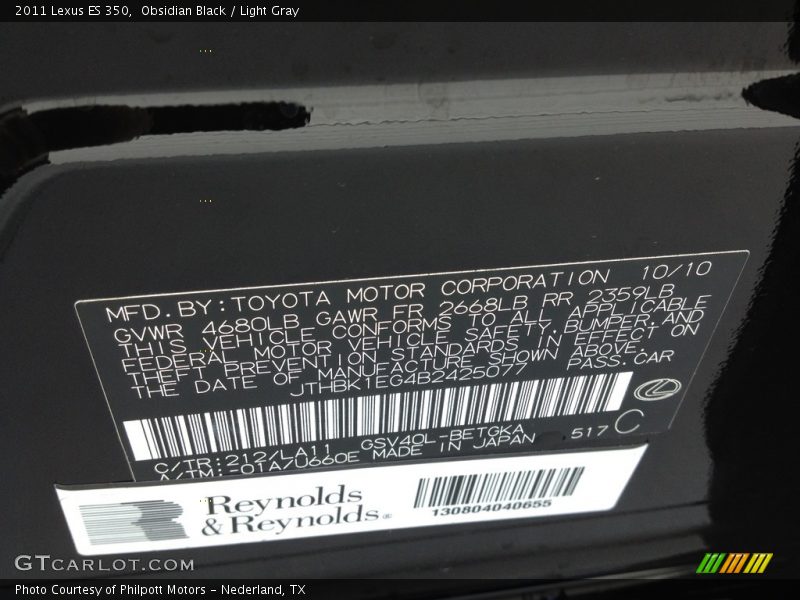 2011 Lexus ES 350,  Obsidian Black / Light Gray
MFD. BY: TOYOTA MOTOR CORPORATION 10/10
GVWR 4680LB GAWR FR 2668LB RR 2359LB
THIS VEHICLE CONFORMS TO ALL APPLICABLE
FEDERAL MOTOR VEHICLE SAFETY, BUMPER, AND
THEFT PREVENTION STANDARDS IN EFFECT ON
THE DATE OF MANUFACTURE SHOWN ABOVE.
JTHBK1EG4B2425077 PASS. CAR
C/TR: 212/LA11 GSV40L-BETGKA 517 C
A/TM: -01A/U660E MADE IN JAPAN
Reynolds
& Reynolds®
130804040655
GTCARLOT.COM
Photo Courtesy of Philpott Motors - Nederland, TX